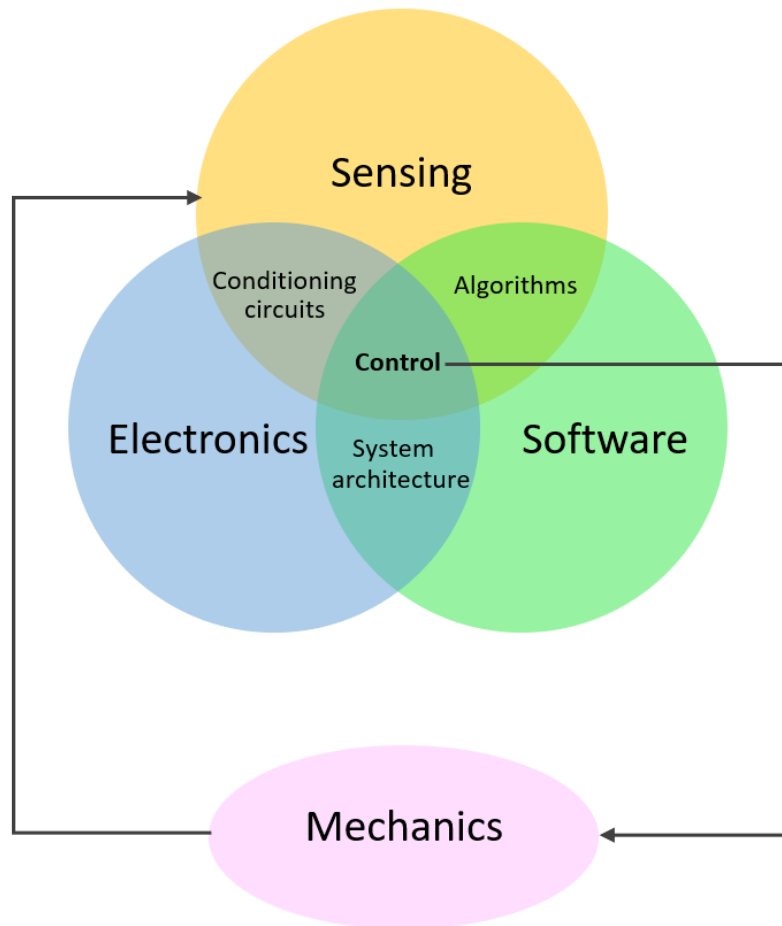 Sensing
Conditioning
circuits
Algorithms
Control
Electronics
Software
System
architecture
Mechanics